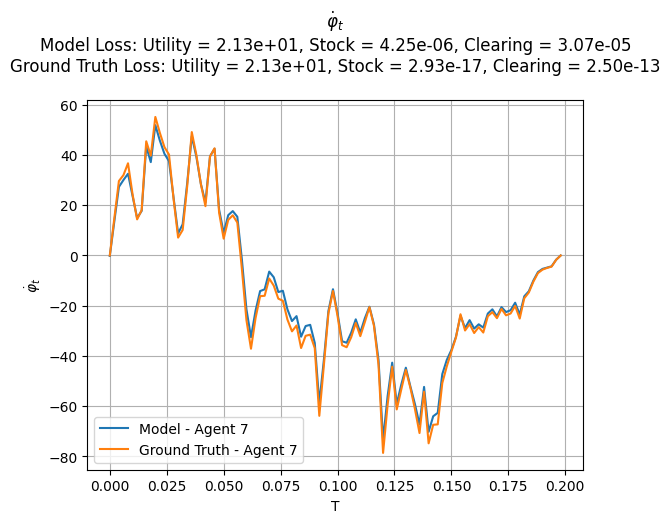 φ̇ₜ
Model Loss: Utility = 2.13e+01, Stock = 4.25e-06, Clearing = 3.07e-05
Ground Truth Loss: Utility = 2.13e+01, Stock = 2.93e-17, Clearing = 2.50e-13
60
40
20
0
−20
−40
−60
−80
φ̇ₜ
Model - Agent 7
Ground Truth - Agent 7
0.000 0.025 0.050 0.075 0.100 0.125 0.150 0.175 0.200
T